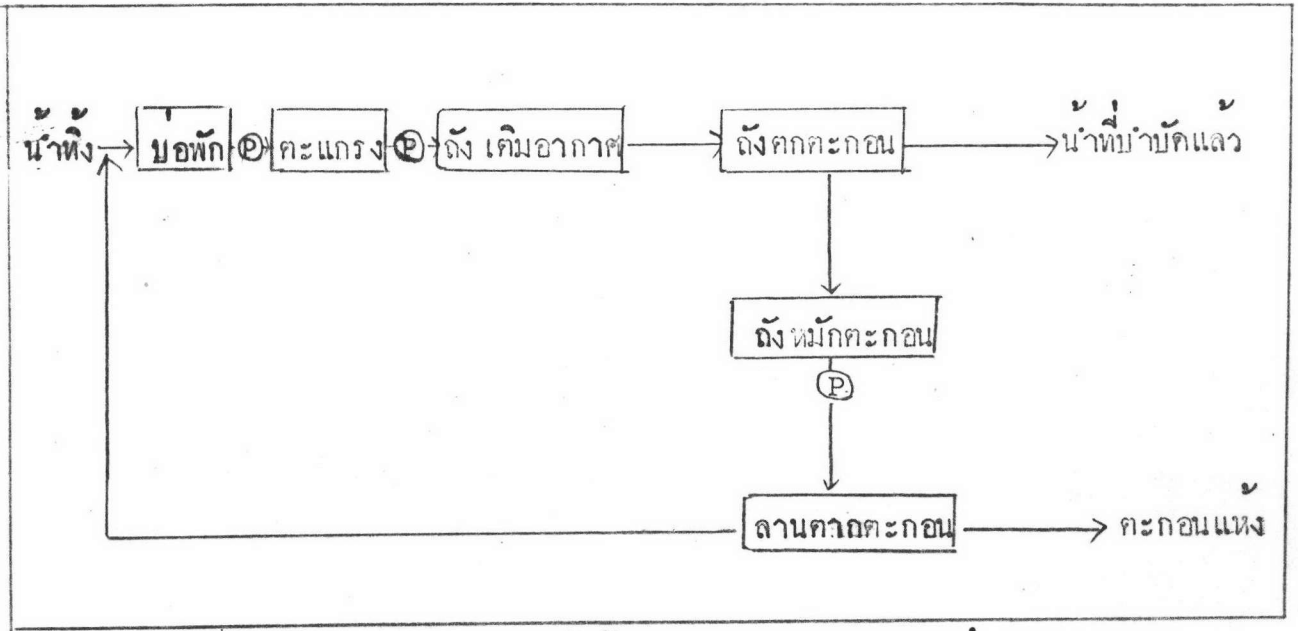 น้ำทิ้ง บ่อพัก P ตะแกรง P ถังเติมอากาศ ถังตกตะกอน น้ำที่บำบัดแล้ว
ถังหมักตะกอน
P
ลานตากตะกอน ตะกอนแห้ง